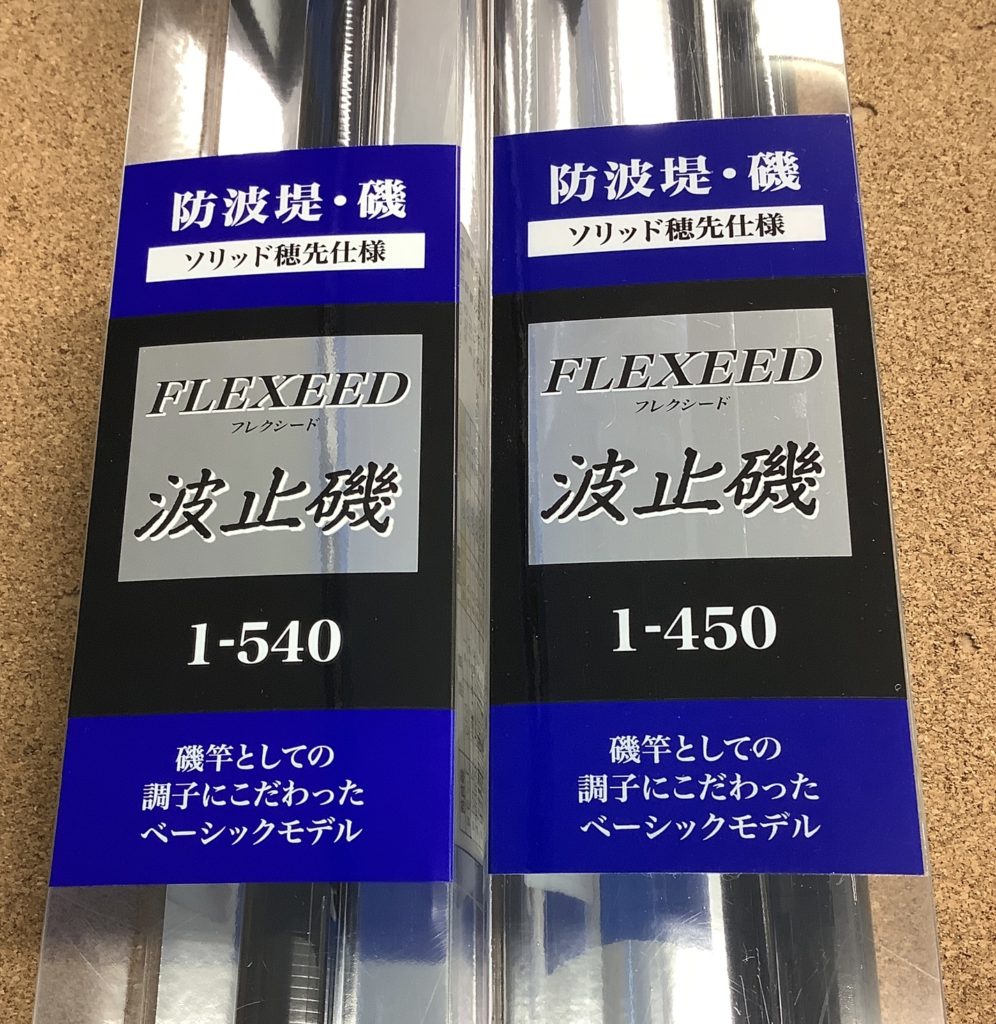 防波堤・磯
ソリッド穂先仕様
FLEXEED
フレクシード
波止磯
1-540
磯竿としての
調子にこだわった
ベーシックモデル
防波堤・磯
ソリッド穂先仕様
FLEXEED
フレクシード
波止磯
1-450
磯竿としての
調子にこだわった
ベーシックモデル